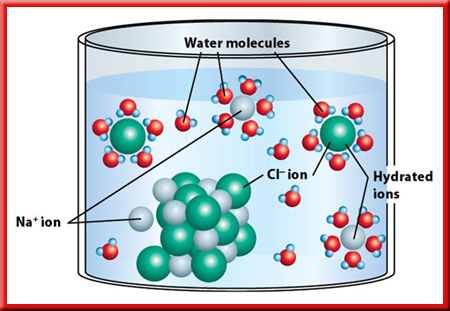 Water molecules
Cl⁻ ion
Hydrated
ions
Na⁺ ion